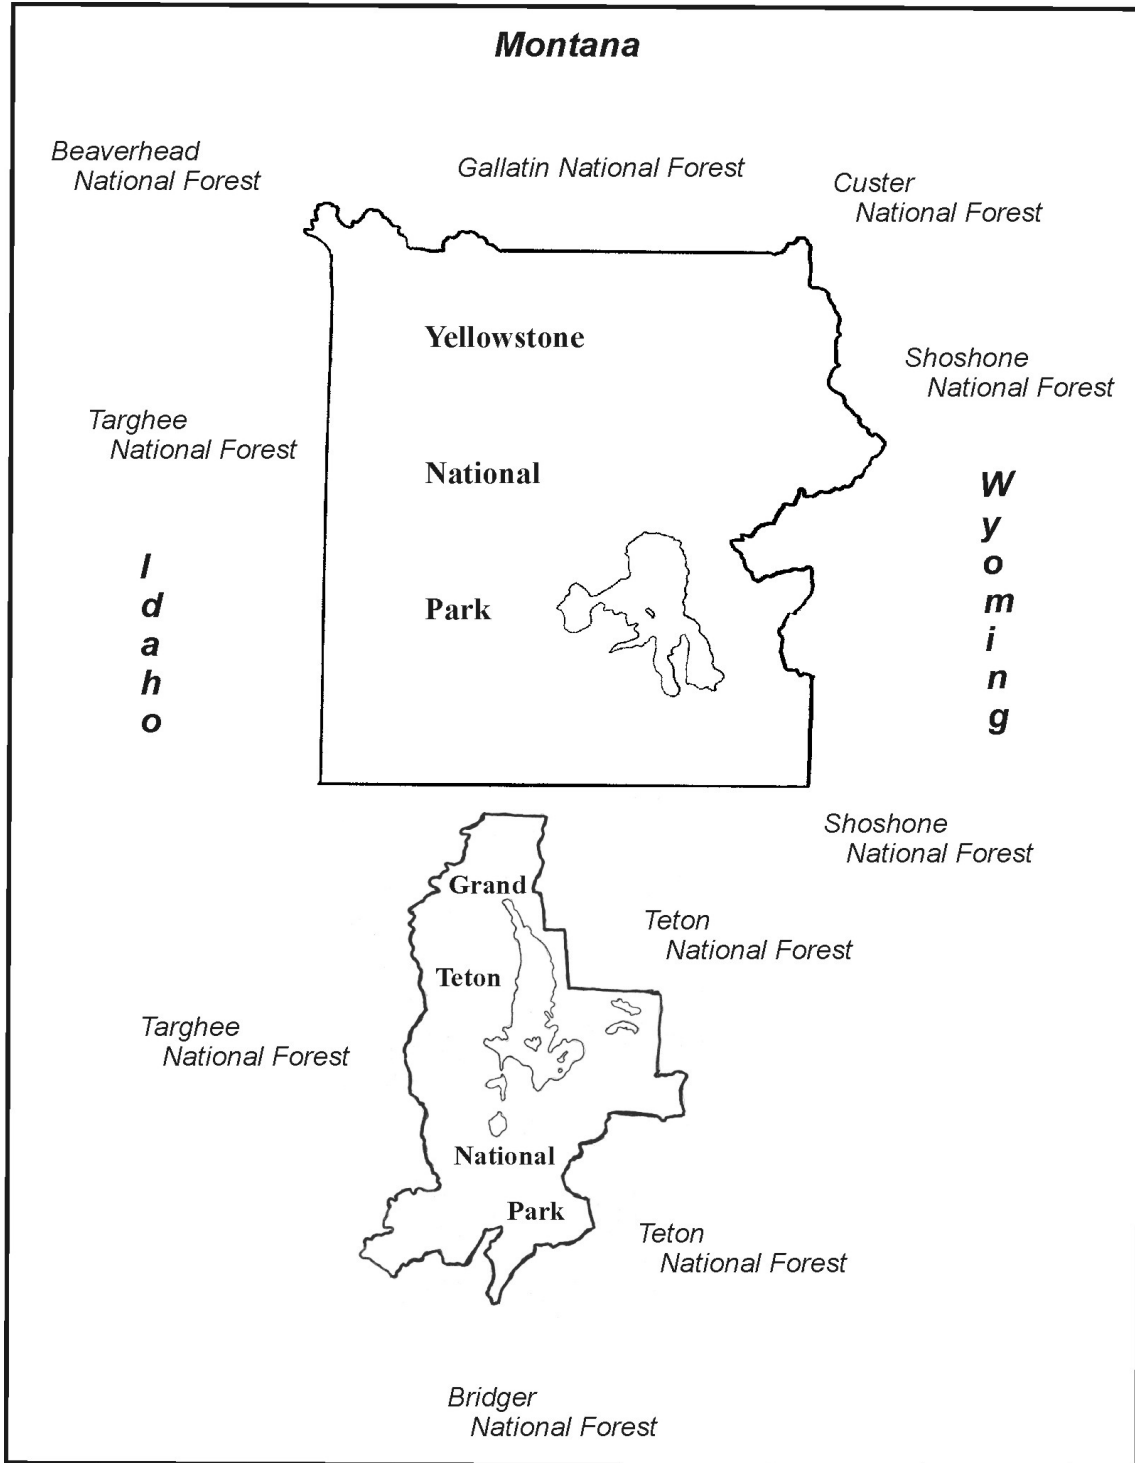 Montana
Beaverhead
National Forest
Gallatin National Forest
Custer
National Forest
Yellowstone
Shoshone
National Forest
Targhee
National Forest
National
Wyoming
Idaho
Park
Shoshone
National Forest
Grand
Teton
National Forest
Teton
Targhee
National Forest
National
Park
Teton
National Forest
Bridger
National Forest